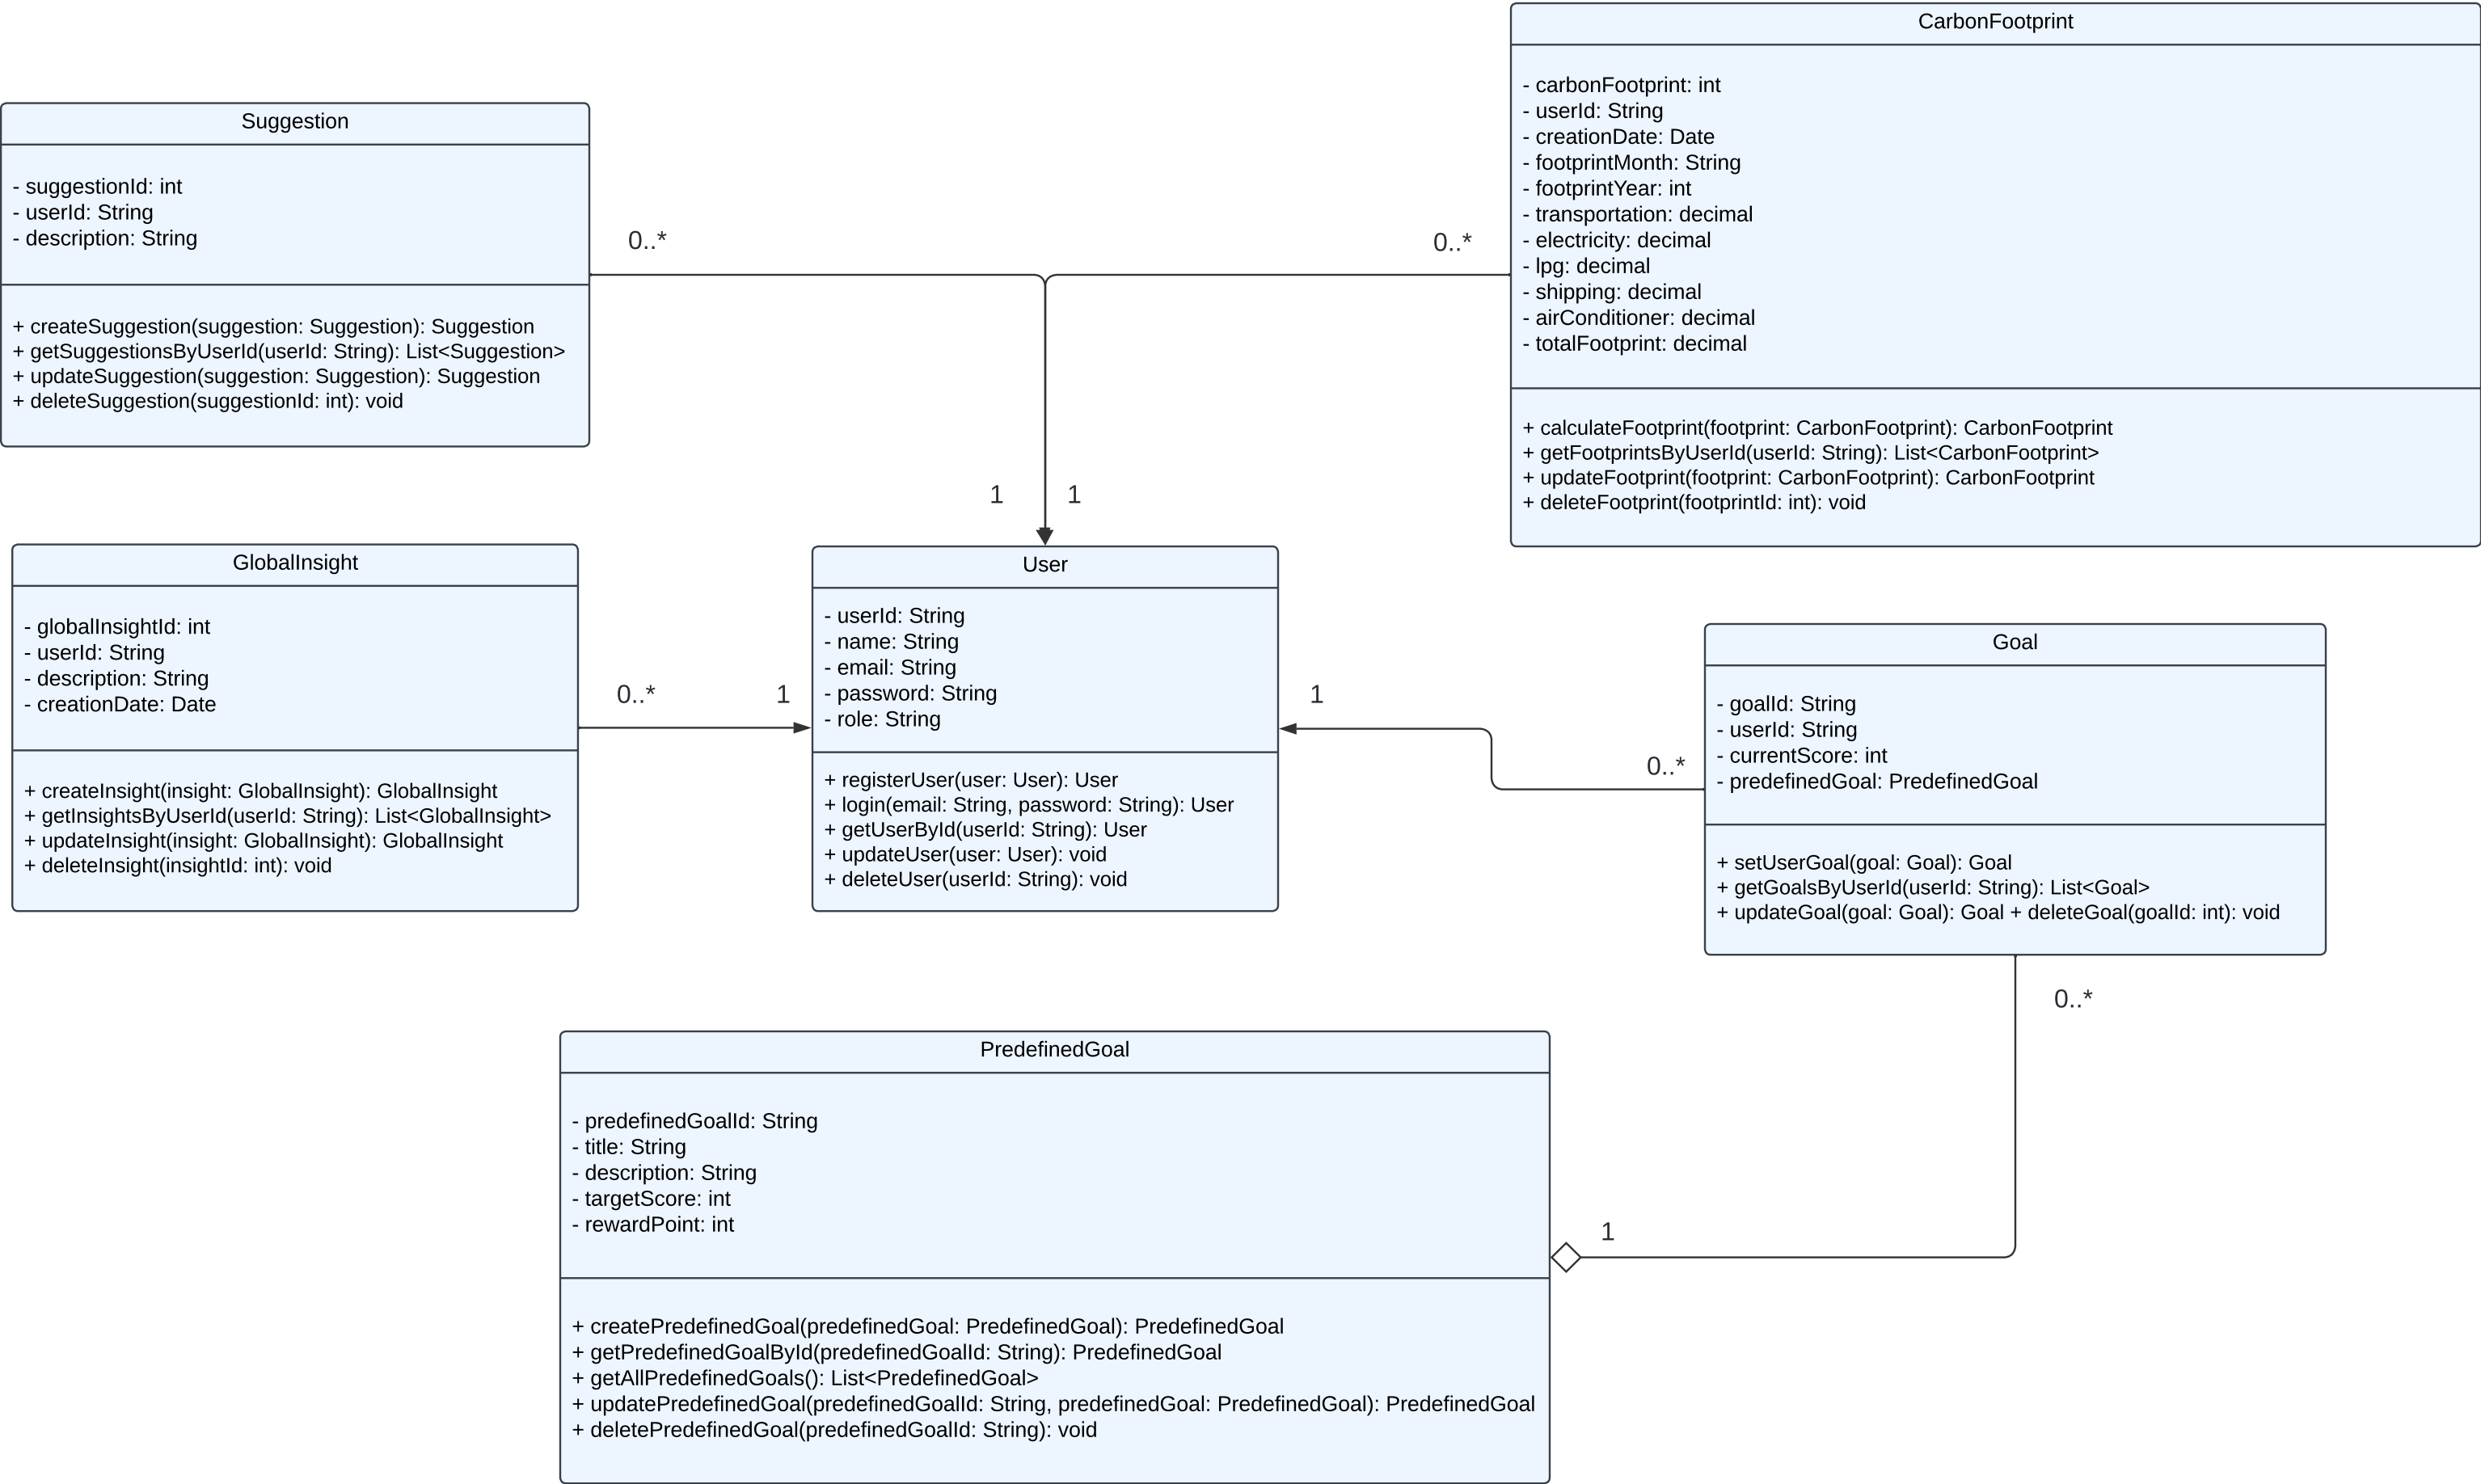 CarbonFootprint
- carbonFootprint: int
- userId: String
- creationDate: Date
- footprintMonth: String
- footprintYear: int
- transportation: decimal
- electricity: decimal
- lpg: decimal
- shipping: decimal
- airConditioner: decimal
- totalFootprint: decimal
+ calculateFootprint(footprint: CarbonFootprint): CarbonFootprint
+ getFootprintsByUserId(userId: String): List<CarbonFootprint>
+ updateFootprint(footprint: CarbonFootprint): CarbonFootprint
+ deleteFootprint(footprintId: int): void
Suggestion
- suggestionId: int
- userId: String
- description: String
+ createSuggestion(suggestion: Suggestion): Suggestion
+ getSuggestionsByUserId(userId: String): List<Suggestion>
+ updateSuggestion(suggestion: Suggestion): Suggestion
+ deleteSuggestion(suggestionId: int): void
0..*
0..*
1
1
GlobalInsight
- globalInsightId: int
- userId: String
- description: String
- creationDate: Date
+ createInsight(insight: GlobalInsight): GlobalInsight
+ getInsightsByUserId(userId: String): List<GlobalInsight>
+ updateInsight(insight: GlobalInsight): GlobalInsight
+ deleteInsight(insightId: int): void
0..*
1
User
- userId: String
- name: String
- email: String
- password: String
- role: String
+ registerUser(user: User): User
+ login(email: String, password: String): User
+ getUserById(userId: String): User
+ updateUser(user: User): void
+ deleteUser(userId: String): void
1
0..*
Goal
- goalId: String
- userId: String
- currentScore: int
- predefinedGoal: PredefinedGoal
+ setUserGoal(goal: Goal): Goal
+ getGoalsByUserId(userId: String): List<Goal>
+ updateGoal(goal: Goal): Goal + deleteGoal(goalId: int): void
0..*
1
PredefinedGoal
- predefinedGoalId: String
- title: String
- description: String
- targetScore: int
- rewardPoint: int
+ createPredefinedGoal(predefinedGoal: PredefinedGoal): PredefinedGoal
+ getPredefinedGoalById(predefinedGoalId: String): PredefinedGoal
+ getAllPredefinedGoals(): List<PredefinedGoal>
+ updatePredefinedGoal(predefinedGoalId: String, predefinedGoal: PredefinedGoal): PredefinedGoal
+ deletePredefinedGoal(predefinedGoalId: String): void